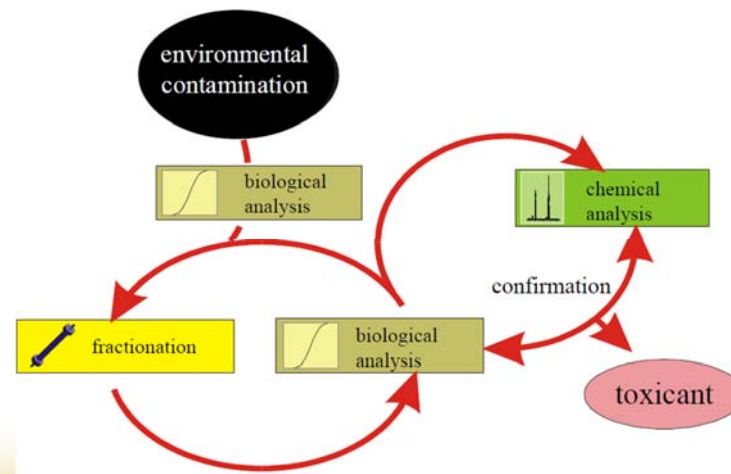 environmental
contamination
biological
analysis
chemical
analysis
confirmation
fractionation
biological
analysis
toxicant